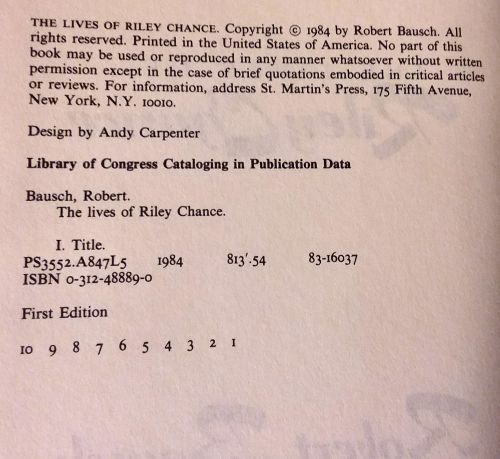 THE LIVES OF RILEY CHANCE. Copyright © 1984 by Robert Bausch. All
rights reserved. Printed in the United States of America. No part of this
book may be used or reproduced in any manner whatsoever without written
permission except in the case of brief quotations embodied in critical articles
or reviews. For information, address St. Martin's Press, 175 Fifth Avenue,
New York, N.Y. 10010.
Design by Andy Carpenter
Library of Congress Cataloging in Publication Data
Bausch, Robert.
The lives of Riley Chance.
I. Title.
PS3552.A847L5 1984 813'.54 83-16037
ISBN 0-312-48889-0
First Edition
10 9 8 7 6 5 4 3 2 1